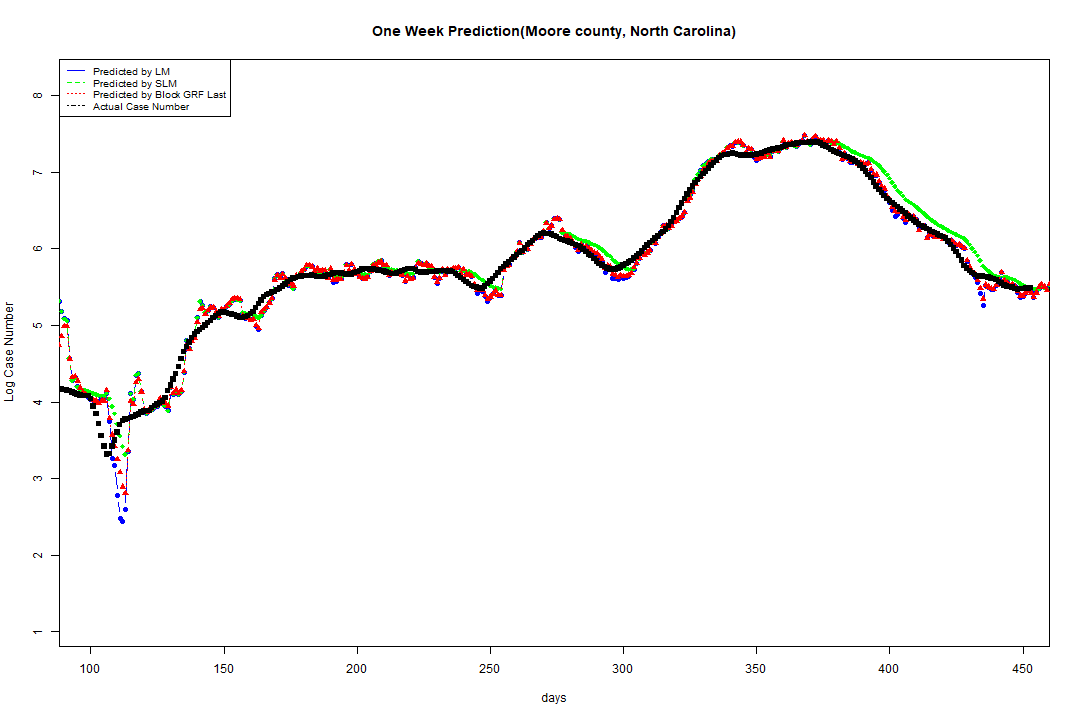 One Week Prediction(Moore county, North Carolina)
Predicted by LM
Predicted by SLM
Predicted by Block GRF Last
Actual Case Number
8
7
6
5
4
3
2
1
Log Case Number
100 150 200 250 300 350 400 450
days